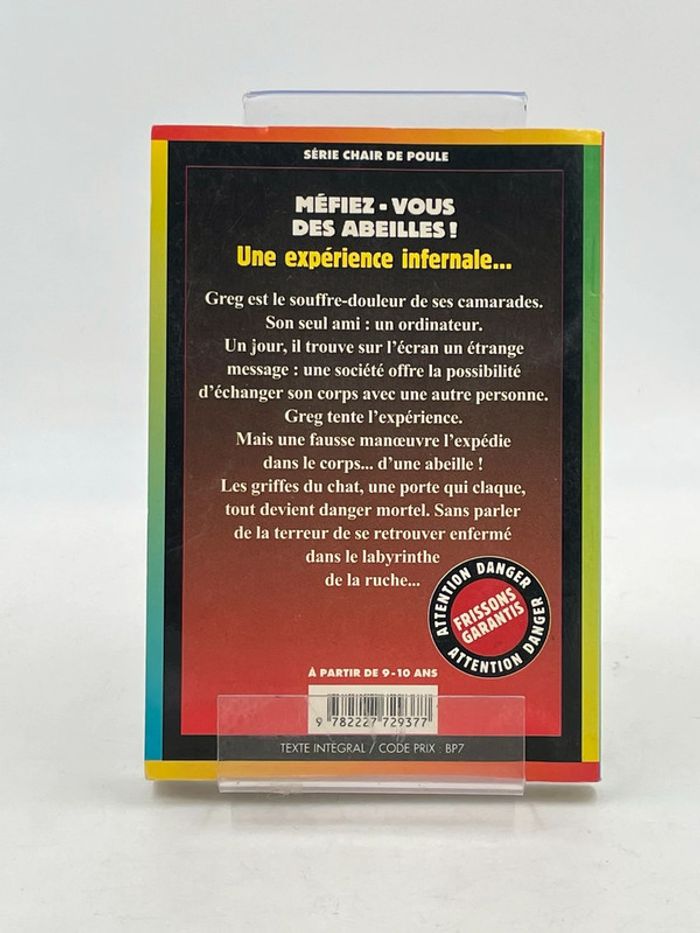 SÉRIE CHAIR DE POULE
MÉFIEZ - VOUS
DES ABEILLES !
Une expérience infernale...
Greg est le souffre-douleur de ses camarades.
Son seul ami : un ordinateur.
Un jour, il trouve sur l'écran un étrange
message : une société offre la possibilité
d'échanger son corps avec une autre personne.
Greg tente l'expérience.
Mais une fausse manœuvre l'expédie
dans le corps... d'une abeille !
Les griffes du chat, une porte qui claque,
tout devient danger mortel. Sans parler
de la terreur de se retrouver enfermé
dans le labyrinthe
de la ruche...
ATTENTION DANGER
FRISSONS
GARANTIS
ATTENTION DANGER
À PARTIR DE 9-10 ANS
9 782227 729377
TEXTE INTÉGRAL / CODE PRIX : BP7